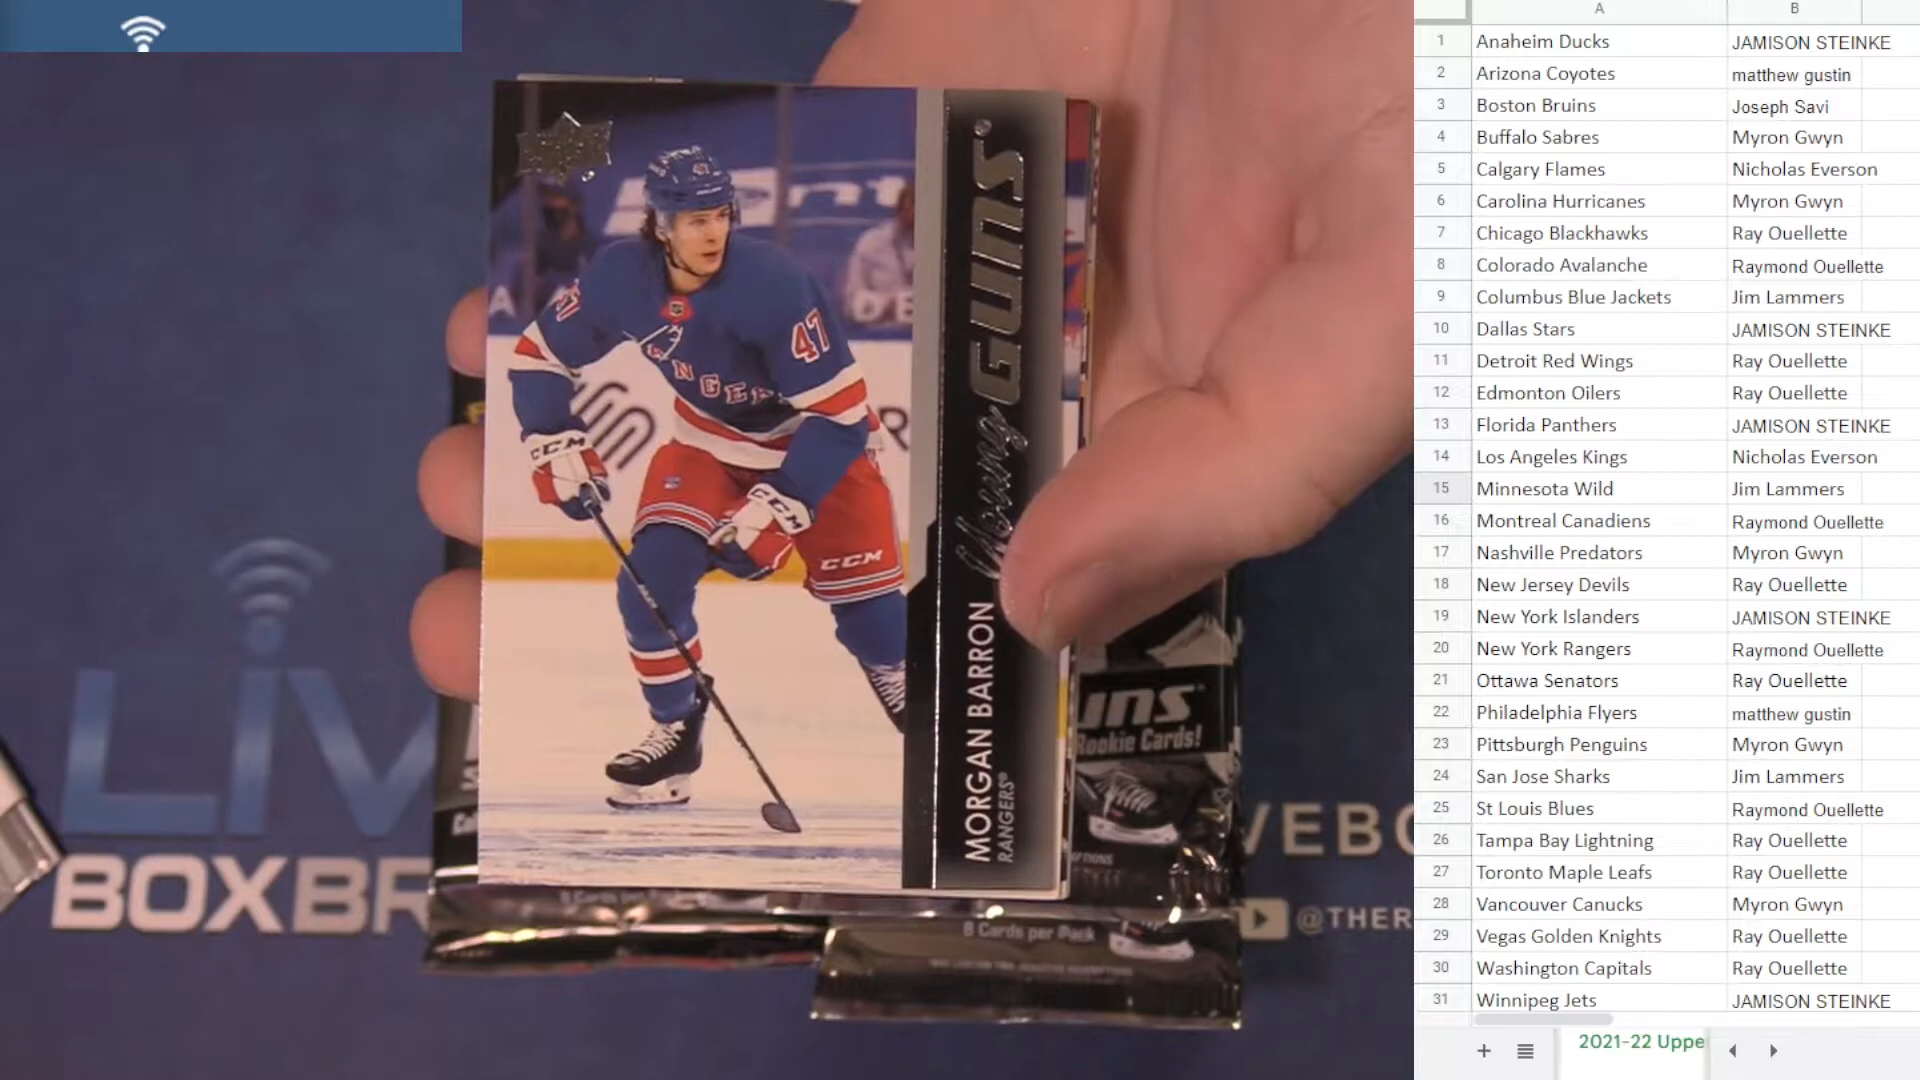 MORGAN BARRON
RANGERS
Young GUNS
47
47
CCM
CCM
CCM
uns
Rookie Cards!
8 Cards per Pack
LIV
BOXBR
VEBO
@THER
A B
1 Anaheim Ducks JAMISON STEINKE
2 Arizona Coyotes matthew gustin
3 Boston Bruins Joseph Savi
4 Buffalo Sabres Myron Gwyn
5 Calgary Flames Nicholas Everson
6 Carolina Hurricanes Myron Gwyn
7 Chicago Blackhawks Ray Ouellette
8 Colorado Avalanche Raymond Ouellette
9 Columbus Blue Jackets Jim Lammers
10 Dallas Stars JAMISON STEINKE
11 Detroit Red Wings Ray Ouellette
12 Edmonton Oilers Ray Ouellette
13 Florida Panthers JAMISON STEINKE
14 Los Angeles Kings Nicholas Everson
15 Minnesota Wild Jim Lammers
16 Montreal Canadiens Raymond Ouellette
17 Nashville Predators Myron Gwyn
18 New Jersey Devils Ray Ouellette
19 New York Islanders JAMISON STEINKE
20 New York Rangers Raymond Ouellette
21 Ottawa Senators Ray Ouellette
22 Philadelphia Flyers matthew gustin
23 Pittsburgh Penguins Myron Gwyn
24 San Jose Sharks Jim Lammers
25 St Louis Blues Raymond Ouellette
26 Tampa Bay Lightning Ray Ouellette
27 Toronto Maple Leafs Ray Ouellette
28 Vancouver Canucks Myron Gwyn
29 Vegas Golden Knights Ray Ouellette
30 Washington Capitals Ray Ouellette
31 Winnipeg Jets JAMISON STEINKE
2021-22 Uppe